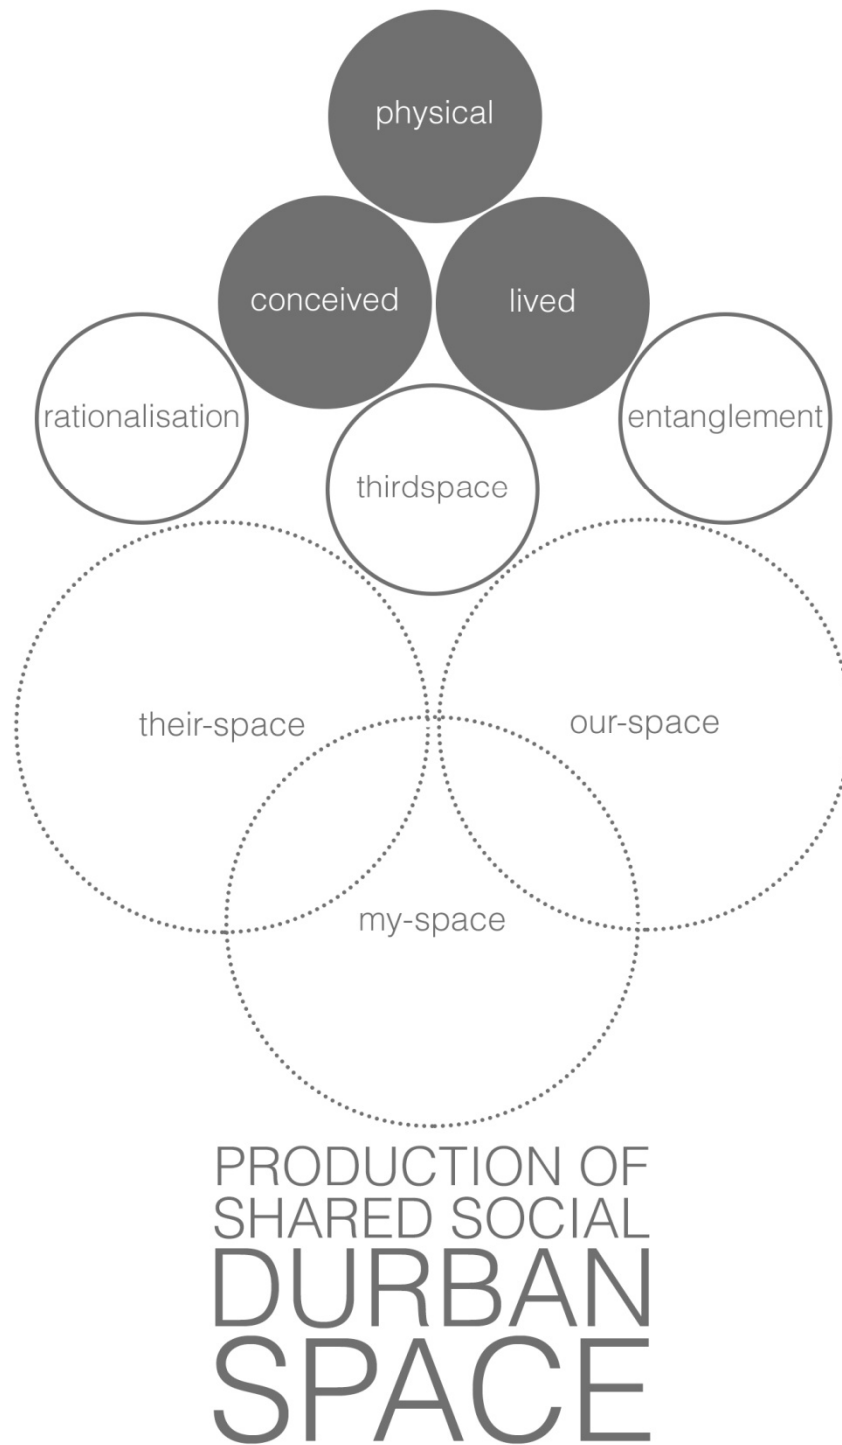 physical
conceived
lived
rationalisation
entanglement
thirdspace
their-space
our-space
my-space
PRODUCTION OF
SHARED SOCIAL
DURBAN
SPACE